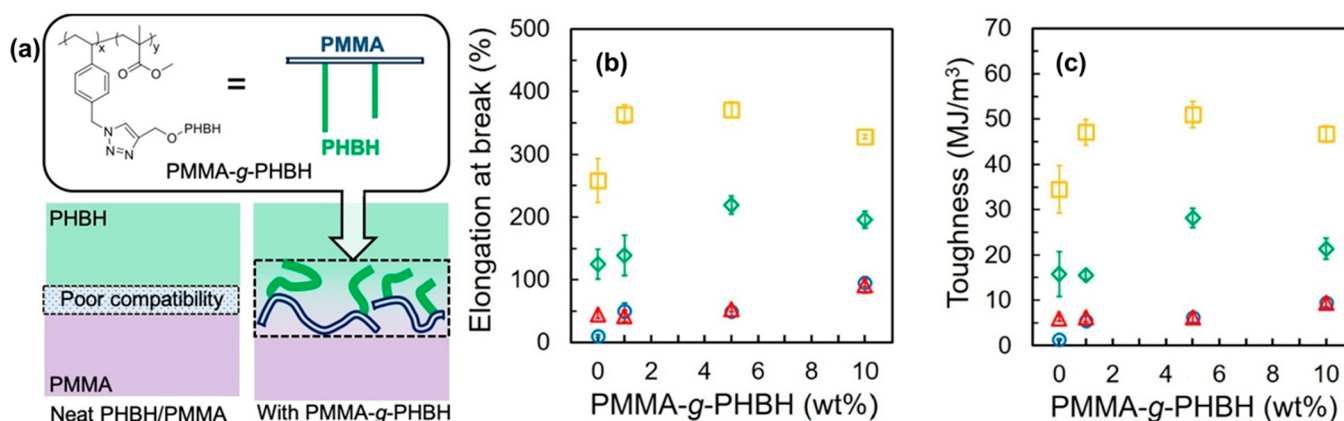 (a)
x
y
O
O
N
N
N
O
PHBH
PMMA-g-PHBH
=
PMMA
PHBH
PHBH
Poor compatibility
PMMA
Neat PHBH/PMMA
With PMMA-g-PHBH
(b)
Elongation at break (%)
500
400
300
200
100
0
0 2 4 6 8 10
PMMA-g-PHBH (wt%)
(c)
Toughness (MJ/m³)
70
60
50
40
30
20
10
0
0 2 4 6 8 10
PMMA-g-PHBH (wt%)